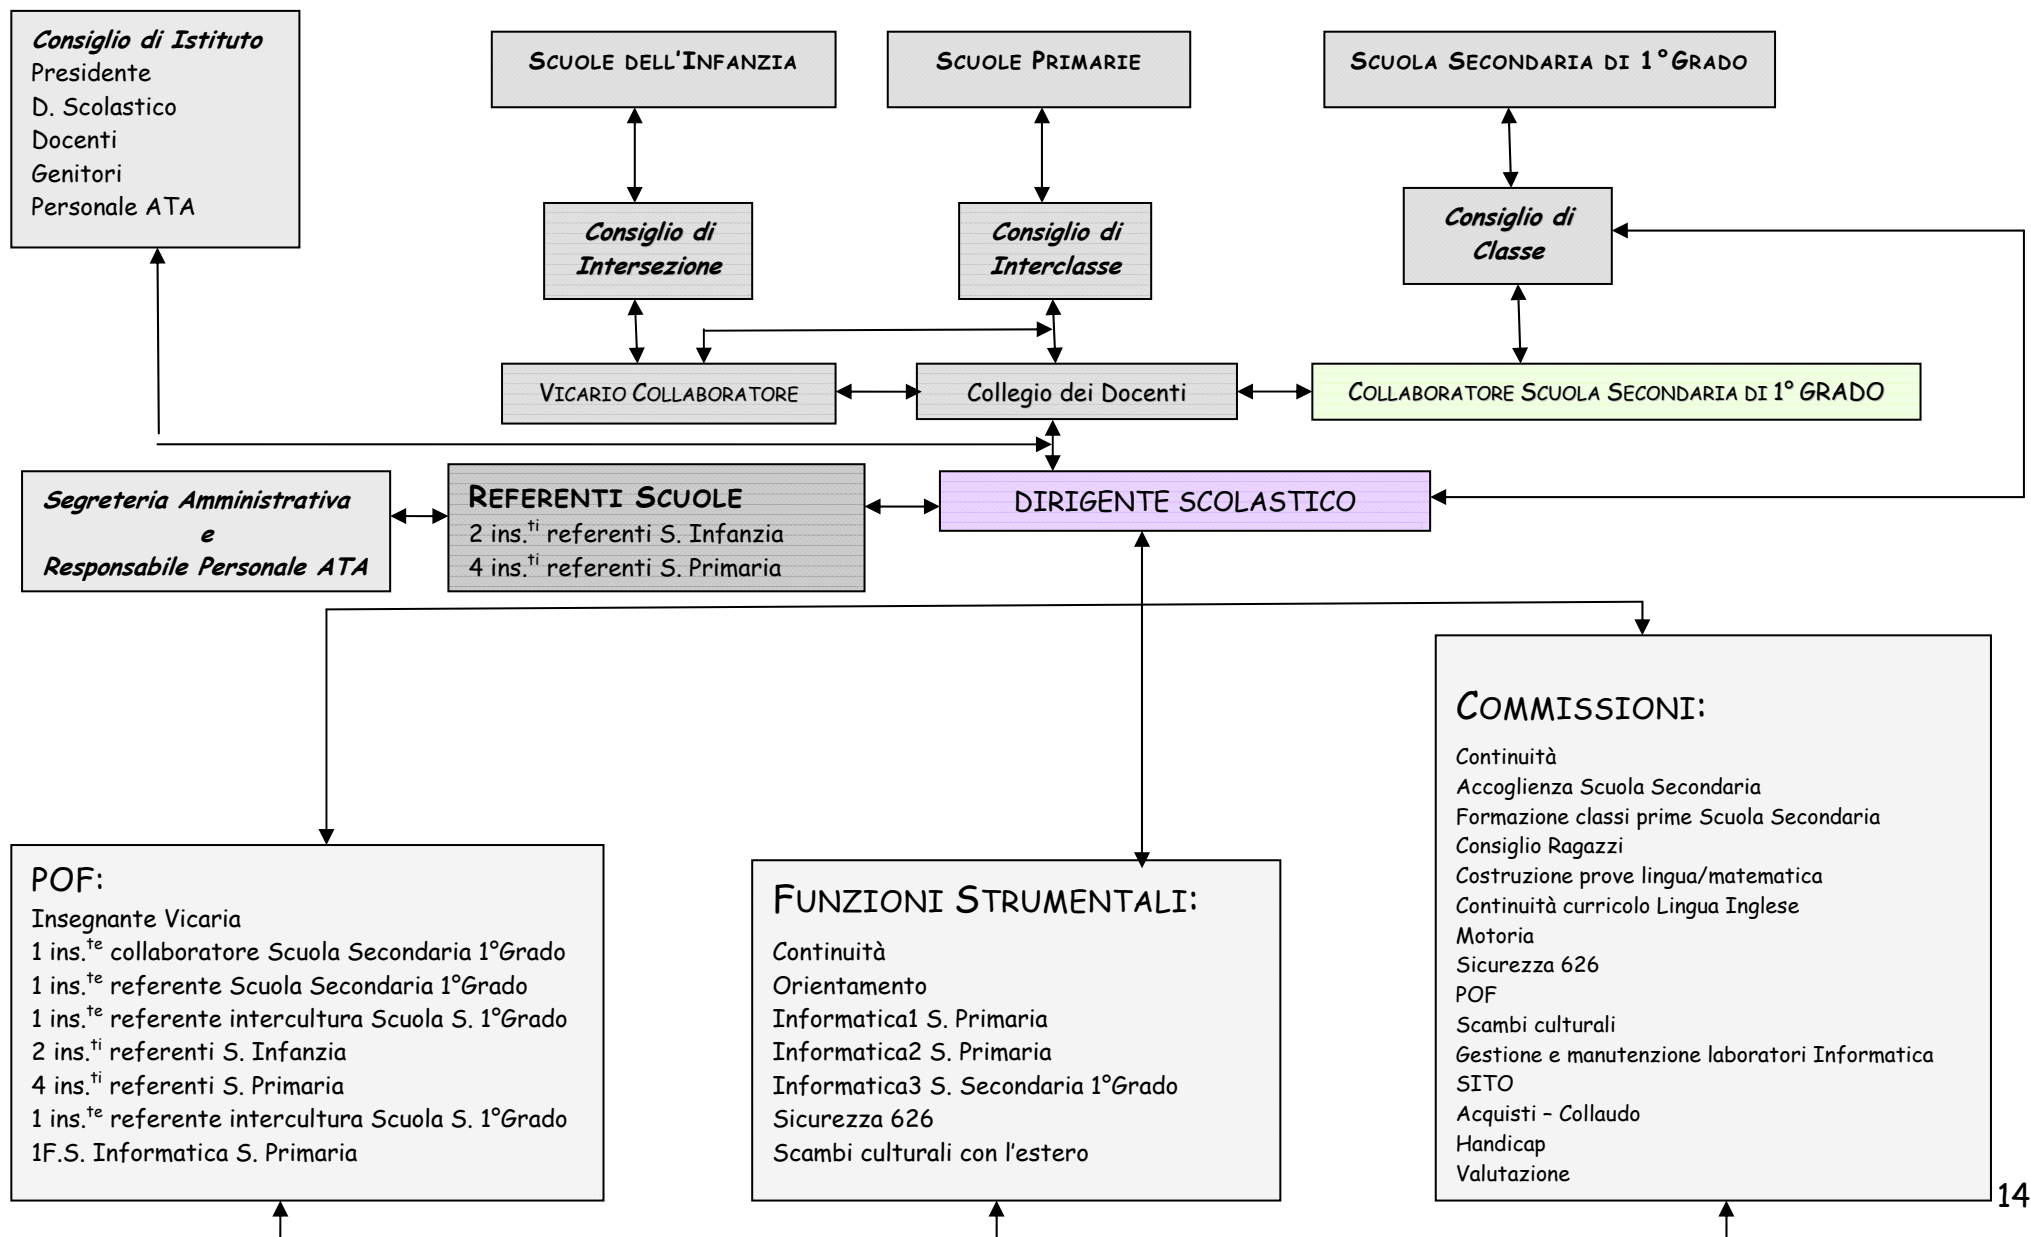 Consiglio di Istituto
Presidente
D. Scolastico
Docenti
Genitori
Personale ATA
SCUOLE DELL'INFANZIA
SCUOLE PRIMARIE
SCUOLA SECONDARIA DI 1°GRADO
Consiglio di
Intersezione
Consiglio di
Interclasse
Consiglio di
Classe
VICARIO COLLABORATORE
Collegio dei Docenti
COLLABORATORE SCUOLA SECONDARIA DI 1° GRADO
Segreteria Amministrativa
e
Responsabile Personale ATA
REFERENTI SCUOLE
2 ins.ti referenti S. Infanzia
4 ins.ti referenti S. Primaria
DIRIGENTE SCOLASTICO
POF:
Insegnante Vicaria
1 ins.te collaboratore Scuola Secondaria 1°Grado
1 ins.te referente Scuola Secondaria 1°Grado
1 ins.te referente intercultura Scuola S. 1°Grado
2 ins.ti referenti S. Infanzia
4 ins.ti referenti S. Primaria
1 ins.te referente intercultura Scuola S. 1°Grado
1F.S. Informatica S. Primaria
FUNZIONI STRUMENTALI:
Continuità
Orientamento
Informatica1 S. Primaria
Informatica2 S. Primaria
Informatica3 S. Secondaria 1°Grado
Sicurezza 626
Scambi culturali con l'estero
COMMISSIONI:
Continuità
Accoglienza Scuola Secondaria
Formazione classi prime Scuola Secondaria
Consiglio Ragazzi
Costruzione prove lingua/matematica
Continuità curricolo Lingua Inglese
Motoria
Sicurezza 626
POF
Scambi culturali
Gestione e manutenzione laboratori Informatica
SITO
Acquisti – Collaudo
Handicap
Valutazione
14